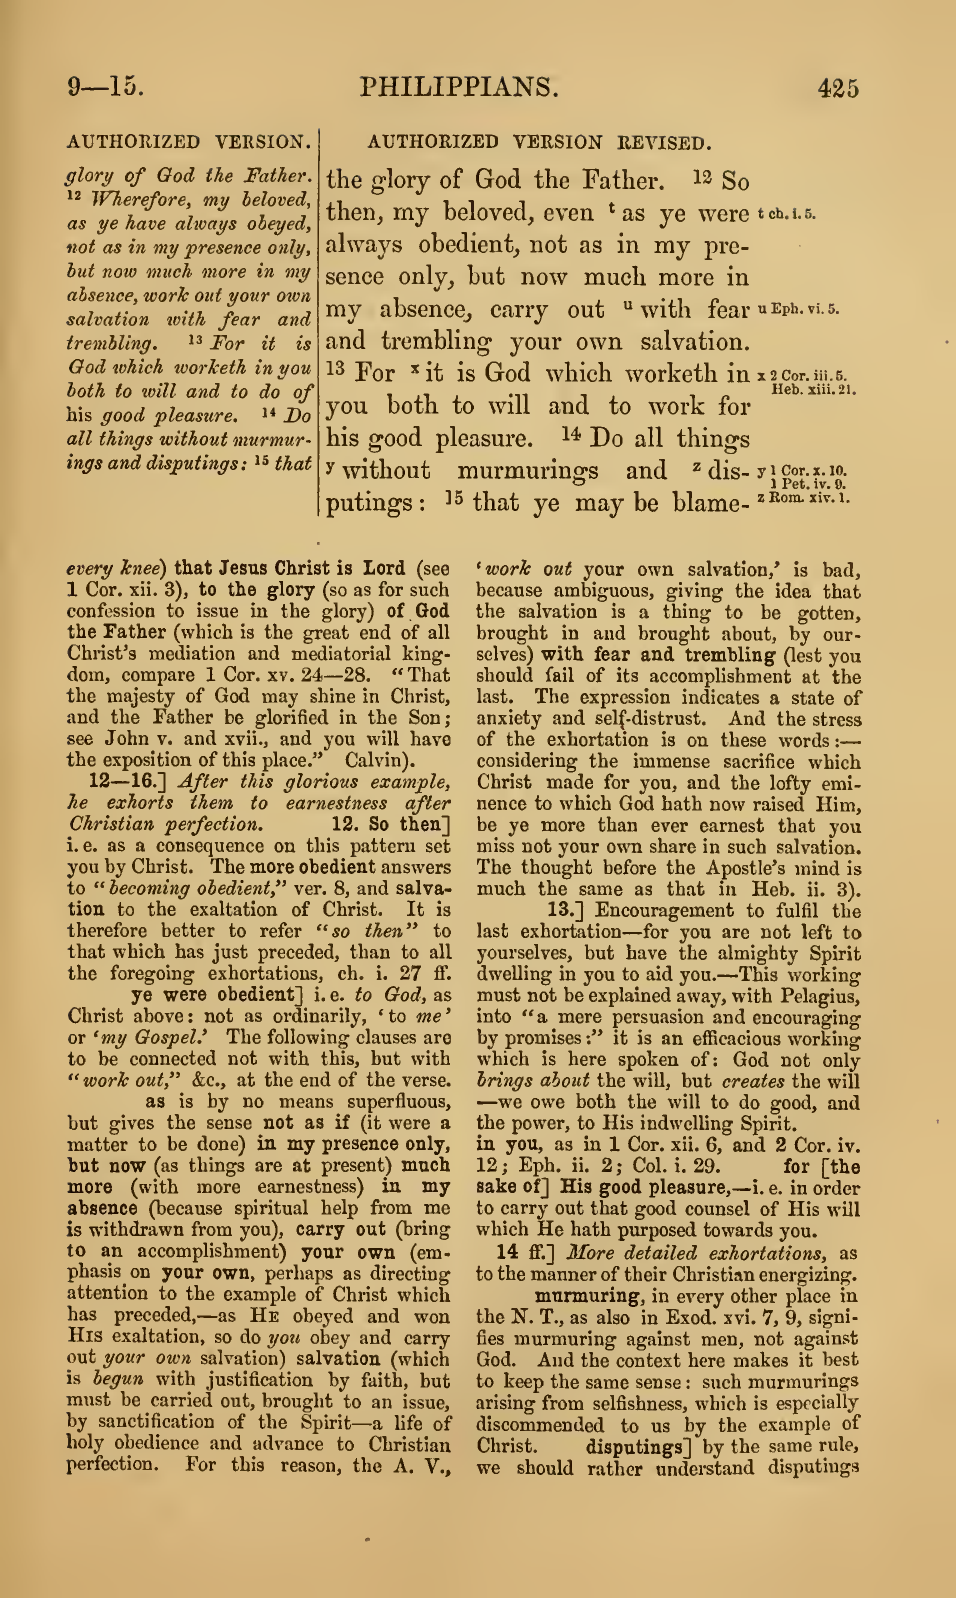 9—15. PHILIPPIANS. 425
AUTHORIZED VERSION.
glory of God the Father.
12 Wherefore, my beloved,
as ye have always obeyed,
not as in my presence only,
but now much more in my
absence, work out your own
salvation with fear and
trembling. 13 For it is
God which worketh in you
both to will and to do of
his good pleasure. 14 Do
all things without murmur-
ings and disputings: 15 that
AUTHORIZED VERSION REVISED.
the glory of God the Father. 12 So
then, my beloved, even t as ye were
always obedient, not as in my pre-
sence only, but now much more in
my absence, carry out u with fear
and trembling your own salvation.
13 For x it is God which worketh in
you both to will and to work for
his good pleasure. 14 Do all things
y without murmurings and z dis-
putings: 15 that ye may be blame-
t ch. i. 5.
u Eph. vi. 5.
x 2 Cor. iii. 5.
Heb. xiii. 21.
y 1 Cor. x. 10.
1 Pet. iv. 9.
z Rom. xiv. 1.
every knee) that Jesus Christ is Lord (see
1 Cor. xii. 3), to the glory (so as for such
confession to issue in the glory) of God
the Father (which is the great end of all
Christ's mediation and mediatorial king-
dom, compare 1 Cor. xv. 24—28. "That
the majesty of God may shine in Christ,
and the Father be glorified in the Son;
see John v. and xvii., and you will have
the exposition of this place." Calvin).
12—16.] After this glorious example,
he exhorts them to earnestness after
Christian perfection. 12. So then]
i. e. as a consequence on this pattern set
you by Christ. The more obedient answers
to "becoming obedient," ver. 8, and salva-
tion to the exaltation of Christ. It is
therefore better to refer "so then" to
that which has just preceded, than to all
the foregoing exhortations, ch. i. 27 ff.
ye were obedient] i. e. to God, as
Christ above: not as ordinarily, 'to me'
or 'my Gospel.' The following clauses are
to be connected not with this, but with
"work out," &c., at the end of the verse.
as is by no means superfluous,
but gives the sense not as if (it were a
matter to be done) in my presence only,
but now (as things are at present) much
more (with more earnestness) in my
absence (because spiritual help from me
is withdrawn from you), carry out (bring
to an accomplishment) your own (em-
phasis on your own, perhaps as directing
attention to the example of Christ which
has preceded,—as HE obeyed and won
HIS exaltation, so do you obey and carry
out your own salvation) salvation (which
is begun with justification by faith, but
must be carried out, brought to an issue,
by sanctification of the Spirit—a life of
holy obedience and advance to Christian
perfection. For this reason, the A. V.,
'work out your own salvation,' is bad,
because ambiguous, giving the idea that
the salvation is a thing to be gotten,
brought in and brought about, by our-
selves) with fear and trembling (lest you
should fail of its accomplishment at the
last. The expression indicates a state of
anxiety and self-distrust. And the stress
of the exhortation is on these words:—
considering the immense sacrifice which
Christ made for you, and the lofty emi-
nence to which God hath now raised Him,
be ye more than ever earnest that you
miss not your own share in such salvation.
The thought before the Apostle's mind is
much the same as that in Heb. ii. 3).
13.] Encouragement to fulfil the
last exhortation—for you are not left to
yourselves, but have the almighty Spirit
dwelling in you to aid you.—This working
must not be explained away, with Pelagius,
into "a mere persuasion and encouraging
by promises:" it is an efficacious working
which is here spoken of: God not only
brings about the will, but creates the will
—we owe both the will to do good, and
the power, to His indwelling Spirit.
in you, as in 1 Cor. xii. 6, and 2 Cor. iv.
12; Eph. ii. 2; Col. i. 29. for [the
sake of] His good pleasure,—i. e. in order
to carry out that good counsel of His will
which He hath purposed towards you.
14 ff.] More detailed exhortations, as
to the manner of their Christian energizing.
murmuring, in every other place in
the N. T., as also in Exod. xvi. 7, 9, signi-
fies murmuring against men, not against
God. And the context here makes it best
to keep the same sense: such murmurings
arising from selfishness, which is especially
discommended to us by the example of
Christ. disputings] by the same rule,
we should rather understand disputings